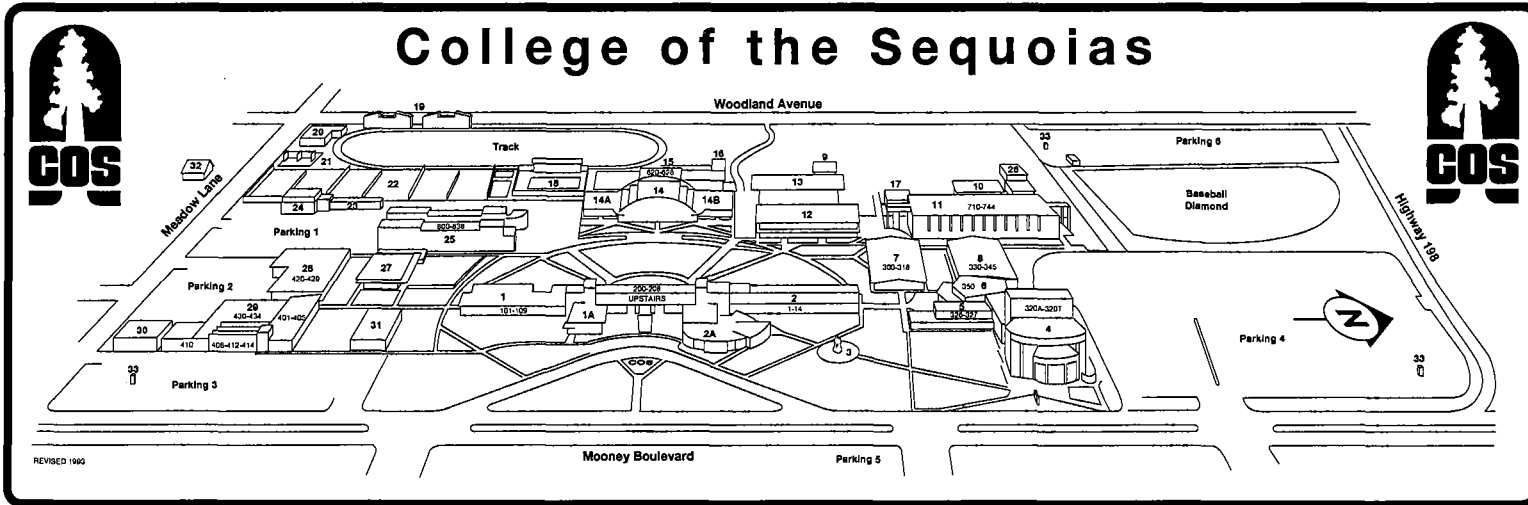 College of the Sequoias
COS
COS
Woodland Avenue
Meadow Lane
Highway 198
Mooney Boulevard
Track
Baseball
Diamond
Parking 1
Parking 2
Parking 3
Parking 4
Parking 5
Parking 6
19
20
21
32
22
18
15
620-628
16
14
14A
14B
9
13
12
17
10
26
11
710-744
33
24
23
800-838
25
28
420-429
27
29
430-434
401-405
30
410
408-412-414
31
33
1
101-109
1A
200-208
UPSTAIRS
2
1-14
2A
3
COS
7
300-318
8
330-345
350
6
5
326-327
320A-320T
4
N
33
REVISED 1993